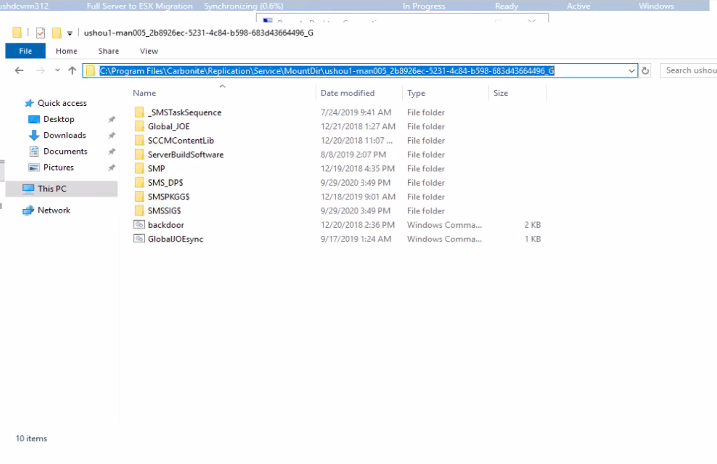 ushdcvrm312 Full Server to ESX Migration Synchronizing (0.6%) In Progress Ready Active Windows
ushou1-man005_2b8926ec-5231-4c84-b598-683d43664496_G
File Home Share View
C:\Program Files\Carbonite\Replication\Service\MountDir\ushou1-man005_2b8926ec-5231-4c84-b598-683d43664496_G Search ushou
Name Date modified Type Size
Quick access
Desktop
Downloads
Documents
Pictures
This PC
Network
_SMSTaskSequence 7/24/2019 9:41 AM File folder
Global_JOE 12/21/2018 1:27 AM File folder
SCCMContentLib 12/20/2018 11:07 ... File folder
ServerBuildSoftware 8/8/2019 2:07 PM File folder
SMP 12/19/2018 4:35 PM File folder
SMS_DP$ 9/29/2020 3:49 PM File folder
SMSPKGG$ 12/18/2019 9:01 AM File folder
SMSSIG$ 9/29/2020 3:49 PM File folder
backdoor 12/20/2018 2:36 PM Windows Comma... 2 KB
GlobalJOEsync 9/17/2019 1:24 AM Windows Comma... 1 KB
10 items